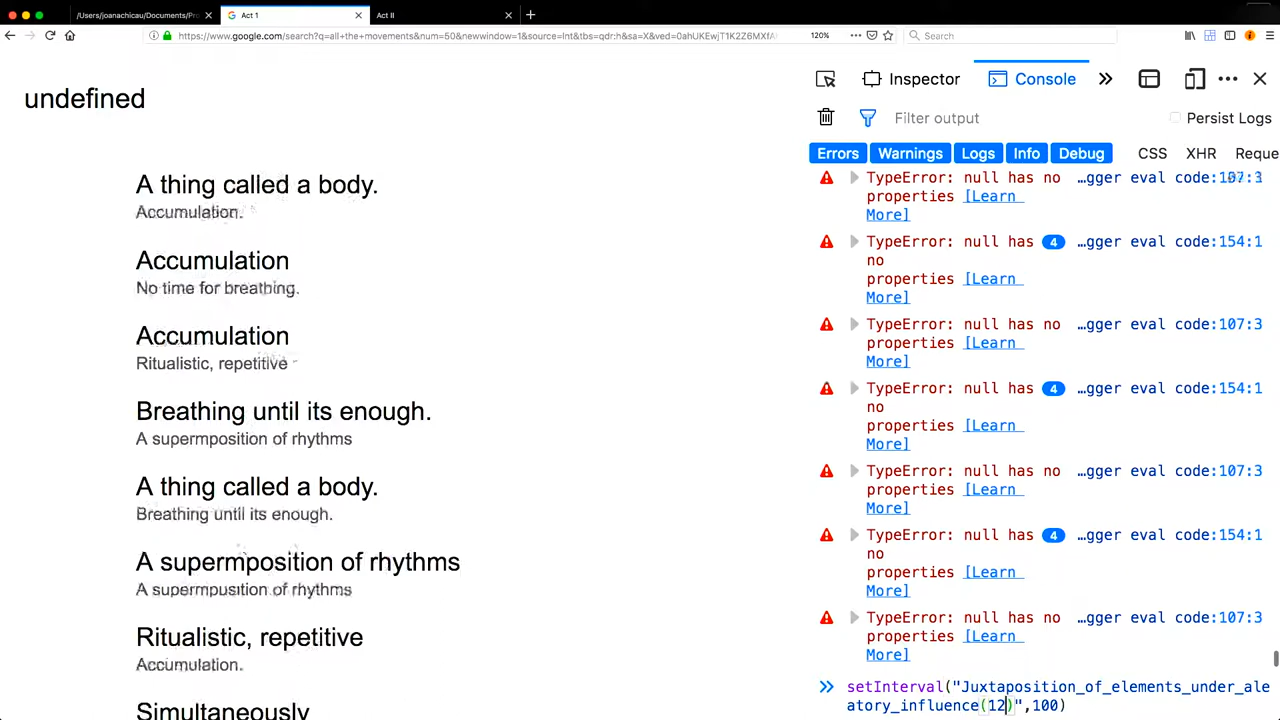 /Users/joanachicau/Documents/Pro
Act 1
Act II
https://www.google.com/search?q=all+the+movements&num=50&newwindow=1&source=lnt&tbs=qdr:h&sa=X&ved=0ahUKEwjT1K2Z6MXfAl
120%
Search
Inspector
Console
Filter output
Persist Logs
Errors
Warnings
Logs
Info
Debug
CSS
XHR
Reque
undefined
A thing called a body.
Accumulation.
Accumulation
No time for breathing.
Accumulation
Ritualistic, repetitive
Breathing until its enough.
A supermposition of rhythms
A thing called a body.
Breathing until its enough.
A supermposition of rhythms
A supermposition of rhythms
Ritualistic, repetitive
Accumulation.
Simultaneously
TypeError: null has no …gger eval code:107:3
properties [Learn
More]
TypeError: null has 4 …gger eval code:154:1
no
properties [Learn
More]
TypeError: null has no …gger eval code:107:3
properties [Learn
More]
TypeError: null has 4 …gger eval code:154:1
no
properties [Learn
More]
TypeError: null has no …gger eval code:107:3
properties [Learn
More]
TypeError: null has 4 …gger eval code:154:1
no
properties [Learn
More]
TypeError: null has no …gger eval code:107:3
properties [Learn
More]
setInterval("Juxtaposition_of_elements_under_ale
atory_influence(12)",100)